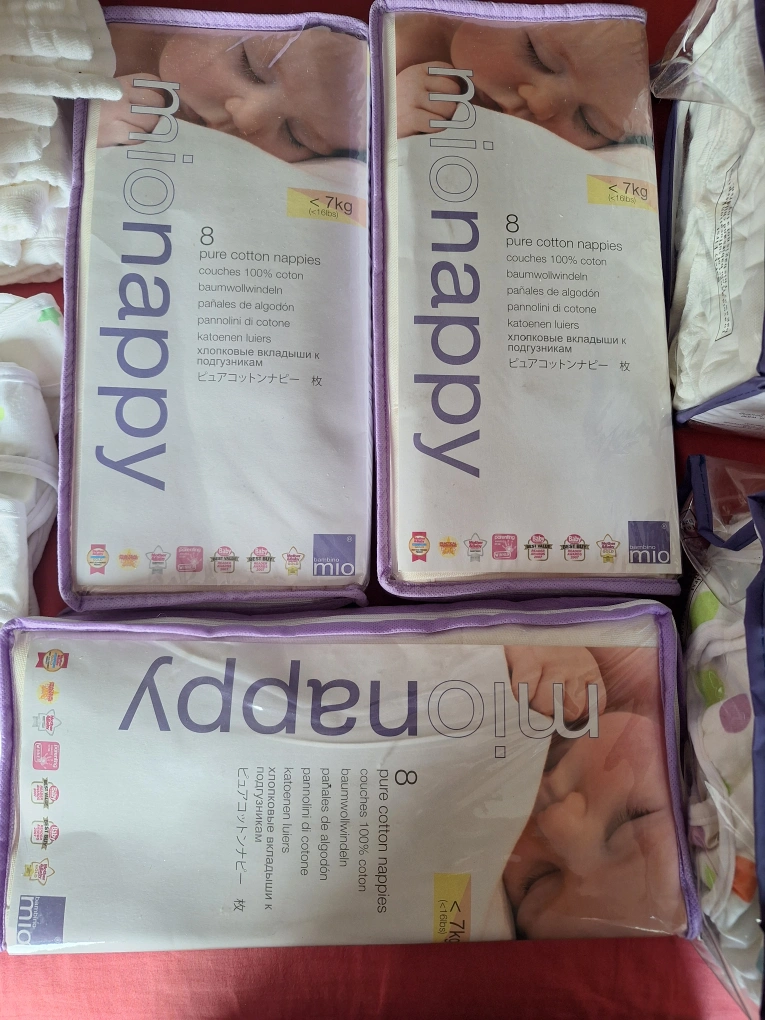 mionappy
< 7kg
(<16lbs)
8
pure cotton nappies
couches 100% coton
baumwollwindeln
pañales de algodón
pannolini di cotone
katoenen luiers
хлопковые вкладыши к
подгузникам
ピュアコットンナピー 枚
bambino
mio
mionappy
< 7kg
(<16lbs)
8
pure cotton nappies
couches 100% coton
baumwollwindeln
pañales de algodón
pannolini di cotone
katoenen luiers
хлопковые вкладыши к
подгузникам
ピュアコットンナピー 枚
bambino
mio
mionappy
< 7kg
(<16lbs)
8
pure cotton nappies
couches 100% coton
baumwollwindeln
pañales de algodón
pannolini di cotone
katoenen luiers
хлопковые вкладыши к
подгузникам
ピュアコットンナピー 枚
bambino
mio